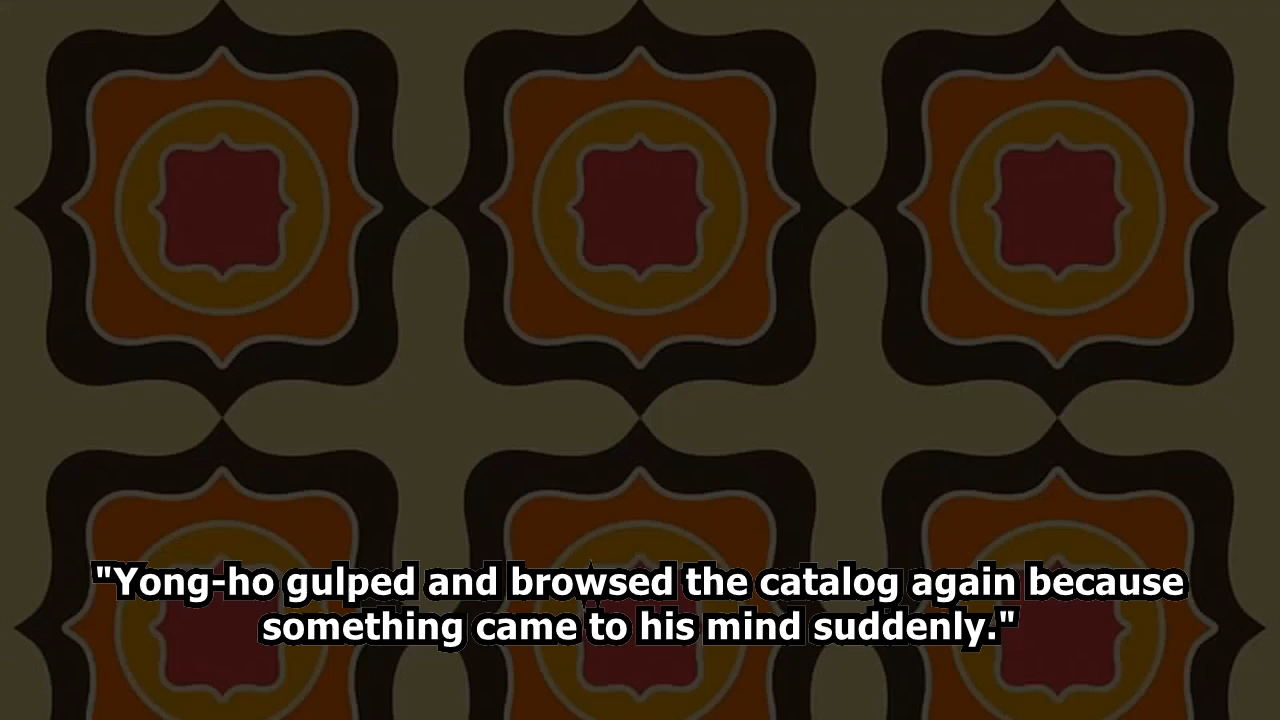 "Yong-ho gulped and browsed the catalog again because
something came to his mind suddenly."